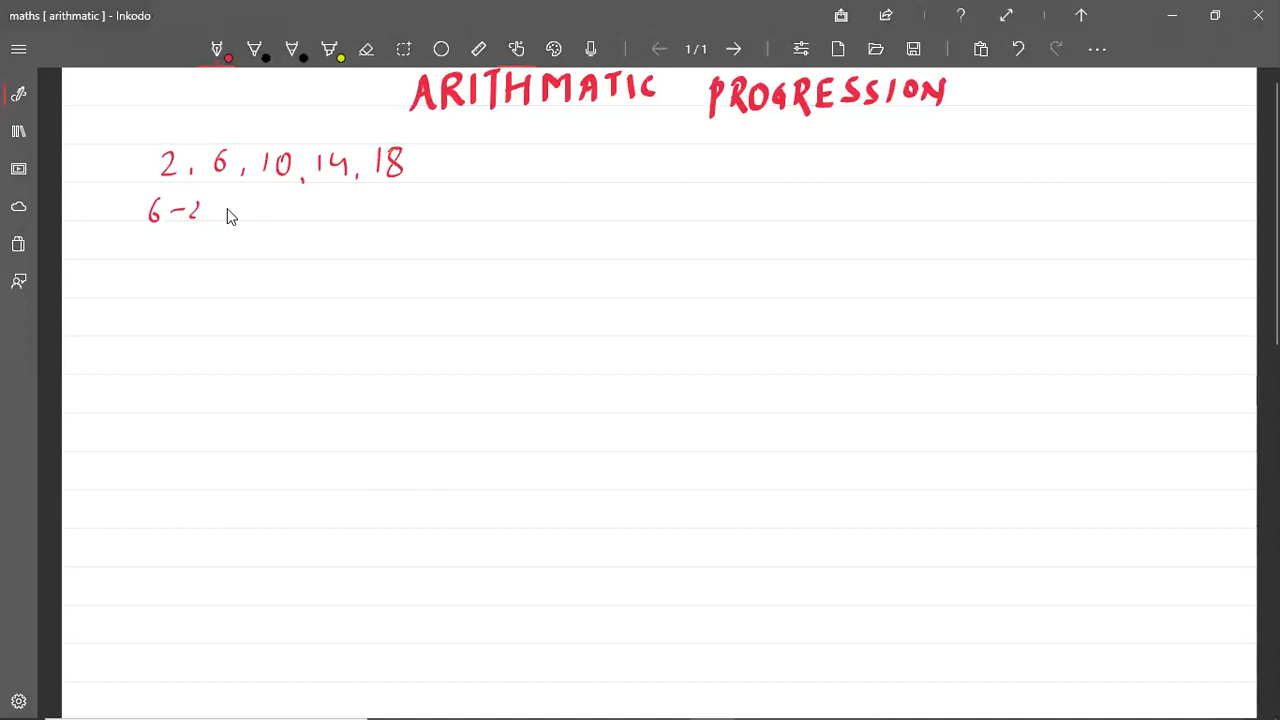 maths [ arithmatic ] - Inkodo
1/1
ARITHMATIC PROGRESSION
2, 6, 10, 14, 18
6-2